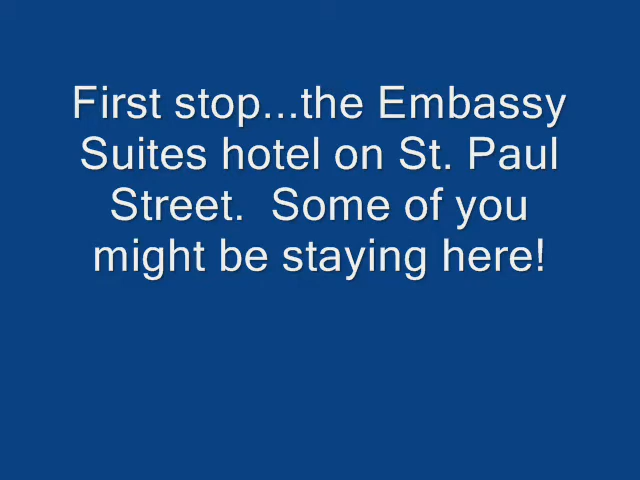 First stop...the Embassy
Suites hotel on St. Paul
Street.  Some of you
might be staying here!